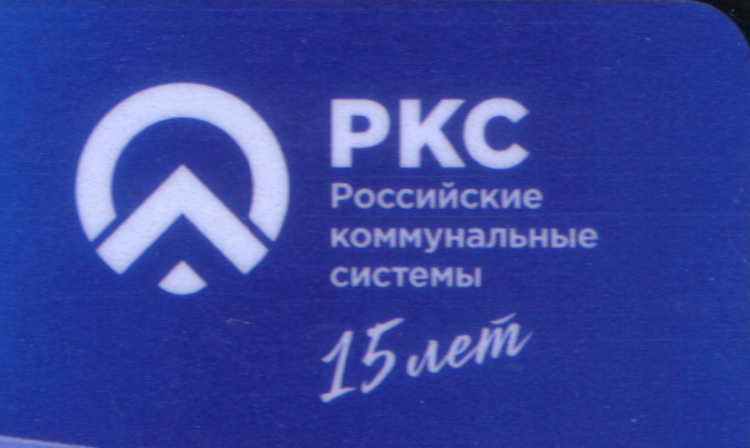 РКС
Российские
коммунальные
системы
15 лет